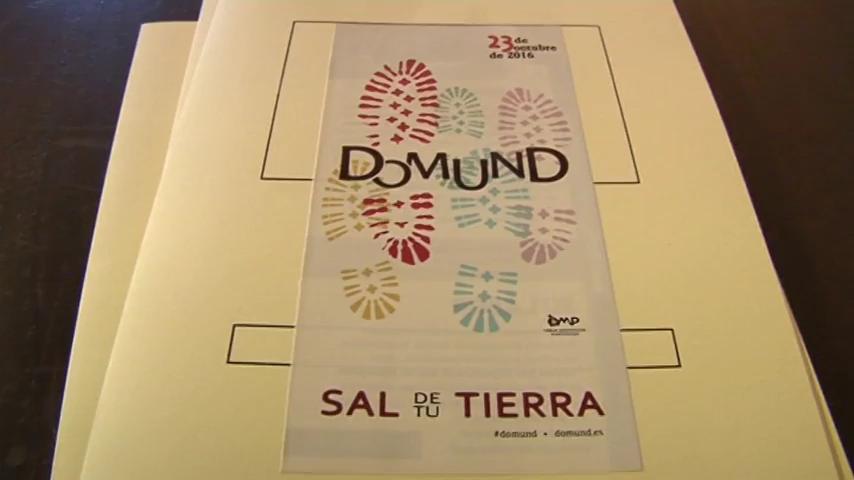 23 de
octubre
de 2016
DOMUND
OMP
SAL DE TU TIERRA
#domund • domund.es